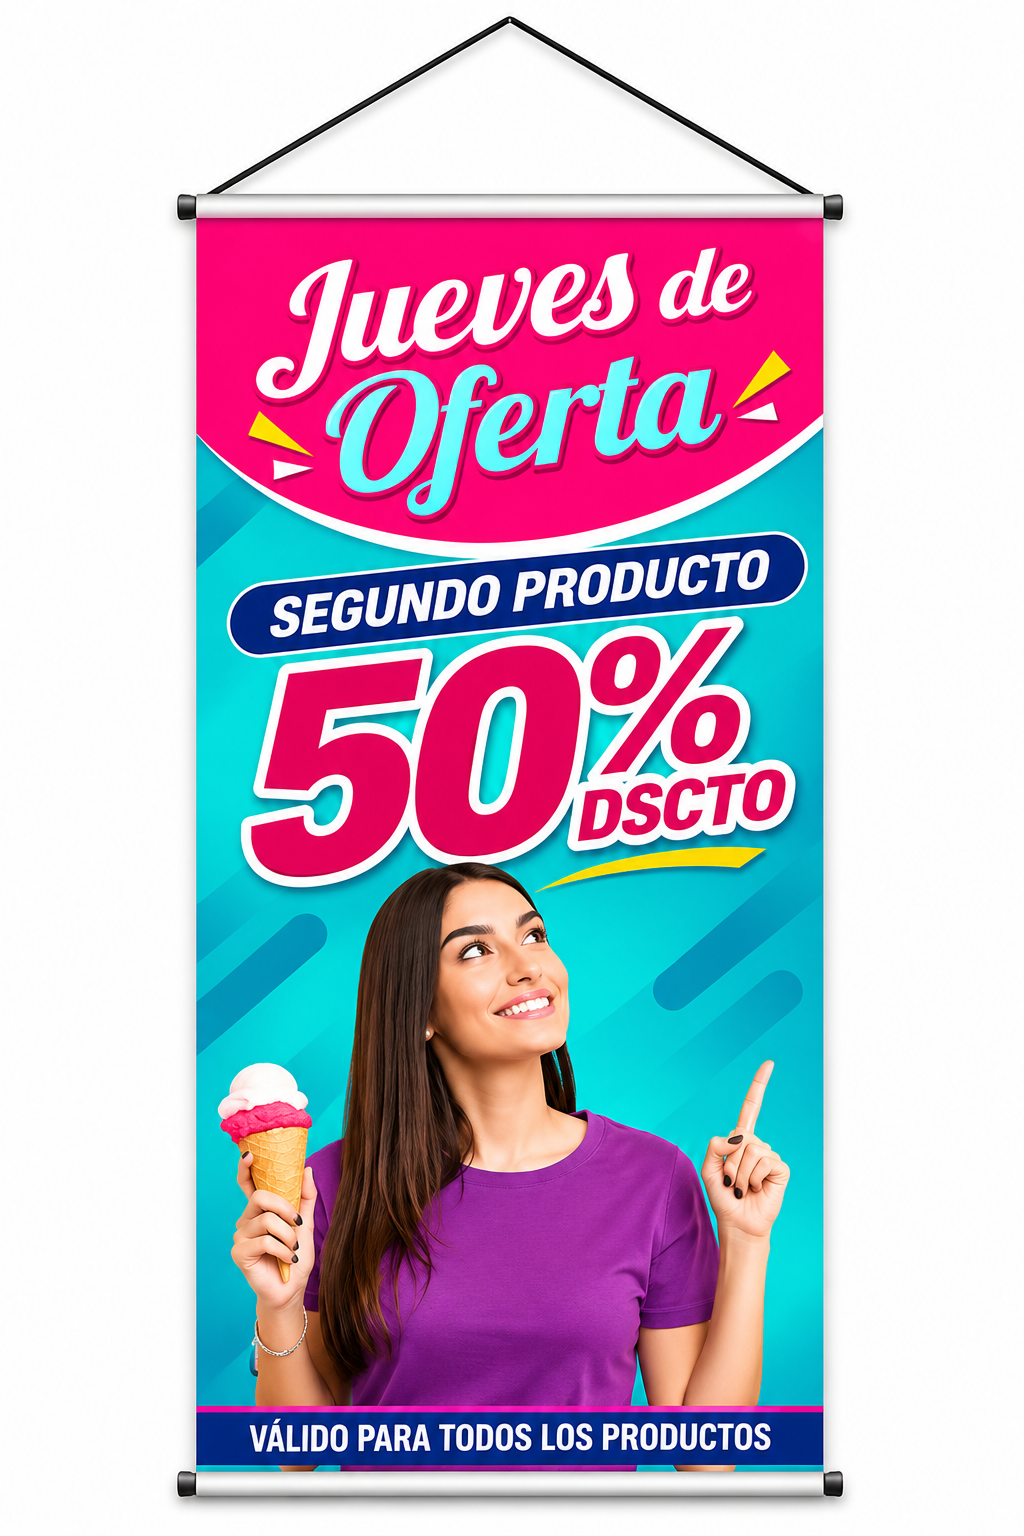 Jueves de
Oferta
SEGUNDO PRODUCTO
50%
DSCTO
VÁLIDO PARA TODOS LOS PRODUCTOS